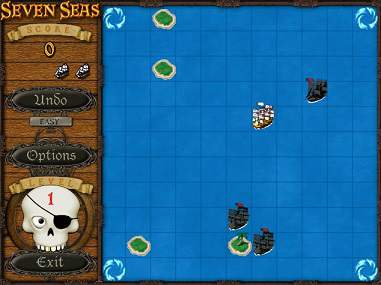 SEVEN SEAS
SCORE
0
Undo
EASY
Options
LEVEL
1
Exit